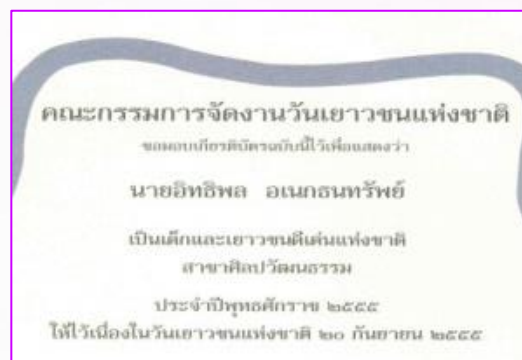 คณะกรรมการจัดงานวันเยาวชนแห่งชาติ
ขอมอบเกียรติบัตรฉบับนี้ไว้เพื่อแสดงว่า
นายอิทธิพล อเนกธนทรัพย์
เป็นเด็กและเยาวชนดีเด่นแห่งชาติ
สาขาศิลปวัฒนธรรม
ประจำปีพุทธศักราช ๒๕๕๕
ให้ไว้เนื่องในวันเยาวชนแห่งชาติ ๒๐ กันยายน ๒๕๕๕